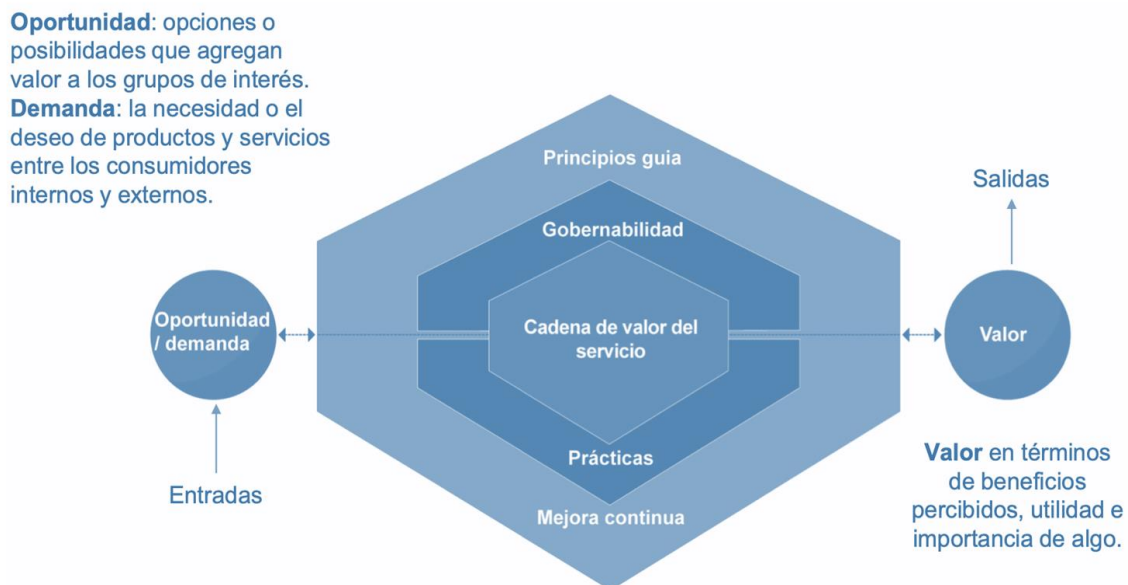 Oportunidad: opciones o
posibilidades que agregan
valor a los grupos de interés.
Demanda: la necesidad o el
deseo de productos y servicios
entre los consumidores
internos y externos.
Principios guia
Gobernabilidad
Cadena de valor del
servicio
Prácticas
Mejora continua
Oportunidad
/ demanda
Entradas
Salidas
Valor
Valor en términos
de beneficios
percibidos, utilidad e
importancia de algo.